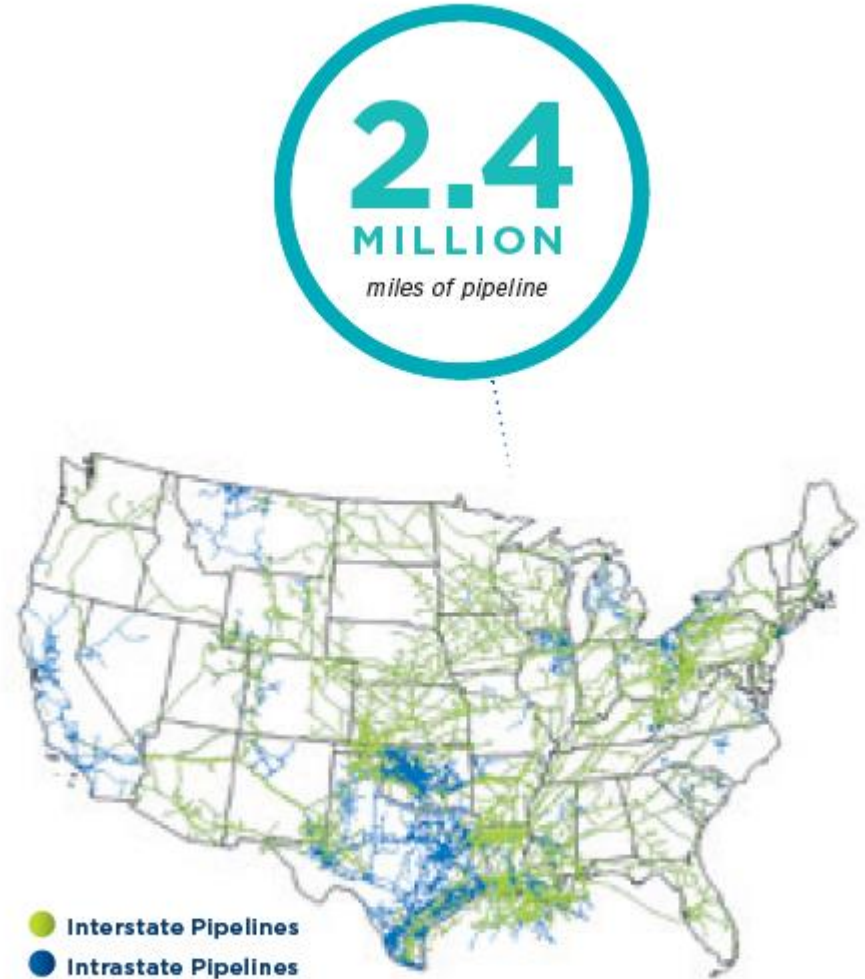 2.4
MILLION
miles of pipeline
Interstate Pipelines
Intrastate Pipelines